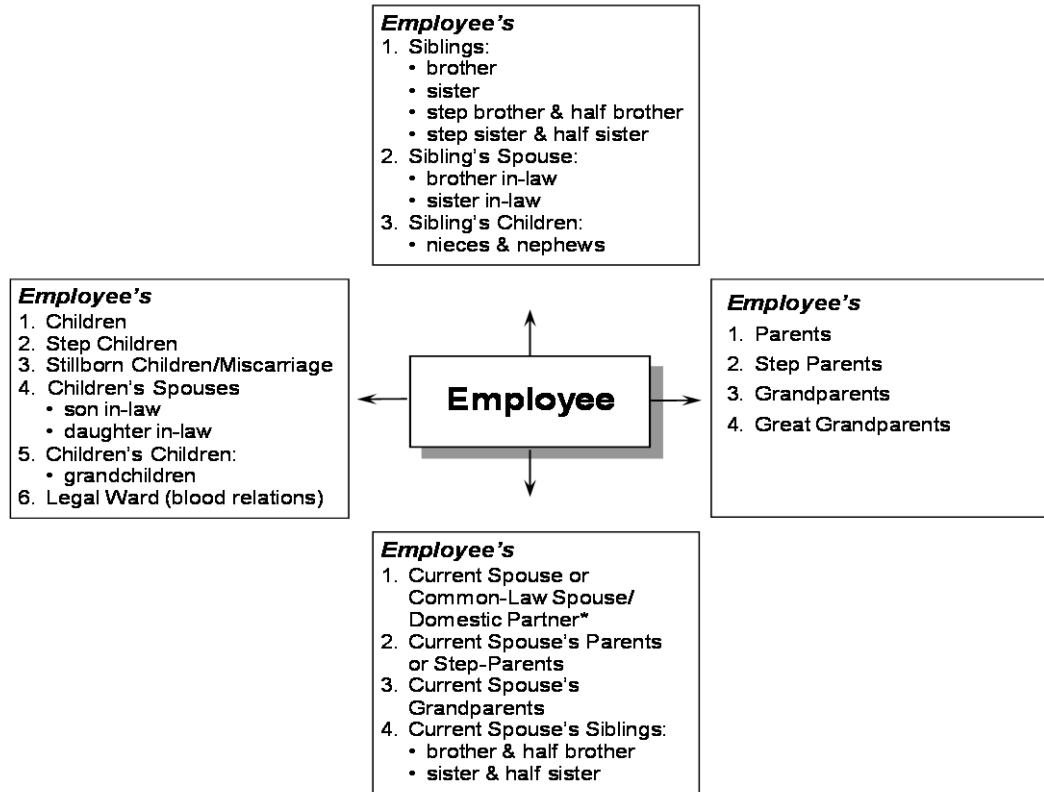 Employee's
1. Siblings:
• brother
• sister
• step brother & half brother
• step sister & half sister
2. Sibling's Spouse:
• brother in-law
• sister in-law
3. Sibling's Children:
• nieces & nephews
Employee's
1. Children
2. Step Children
3. Stillborn Children/Miscarriage
4. Children's Spouses
• son in-law
• daughter in-law
5. Children's Children:
• grandchildren
6. Legal Ward (blood relations)
Employee
Employee's
1. Parents
2. Step Parents
3. Grandparents
4. Great Grandparents
Employee's
1. Current Spouse or
Common-Law Spouse/
Domestic Partner*
2. Current Spouse's Parents
or Step-Parents
3. Current Spouse's
Grandparents
4. Current Spouse's Siblings:
• brother & half brother
• sister & half sister